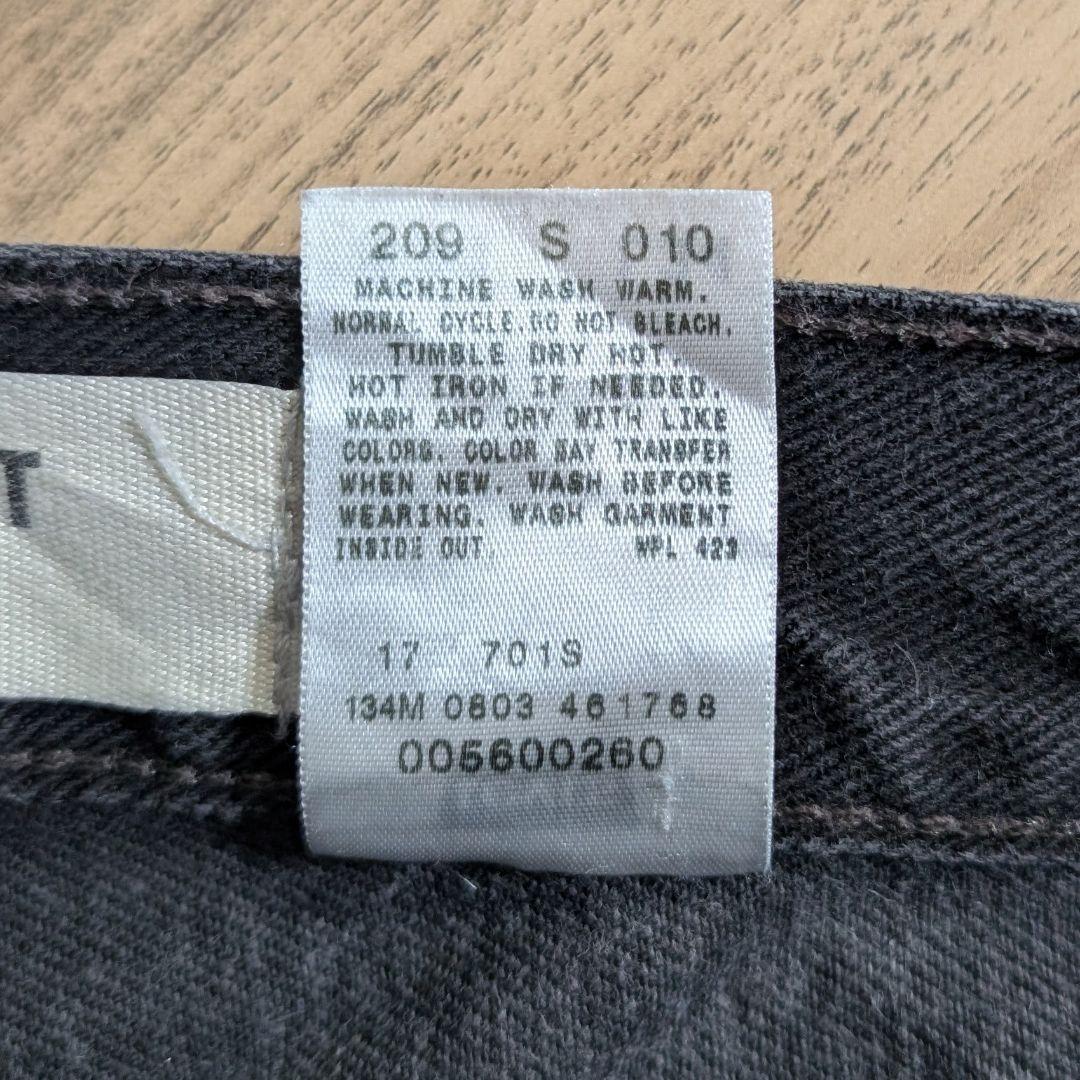 209 S 010
MACHINE WASH WARM.
NORMAL CYCLE. DO NOT BLEACH.
TUMBLE DRY HOT.
HOT IRON IF NEEDED.
WASH AND DRY WITH LIKE
COLORS. COLOR MAY TRANSFER
WHEN NEW. WASH BEFORE
WEARING. WASH GARMENT
INSIDE OUT. WPL 423
T
17 701S
134M 0803 461768
005600260